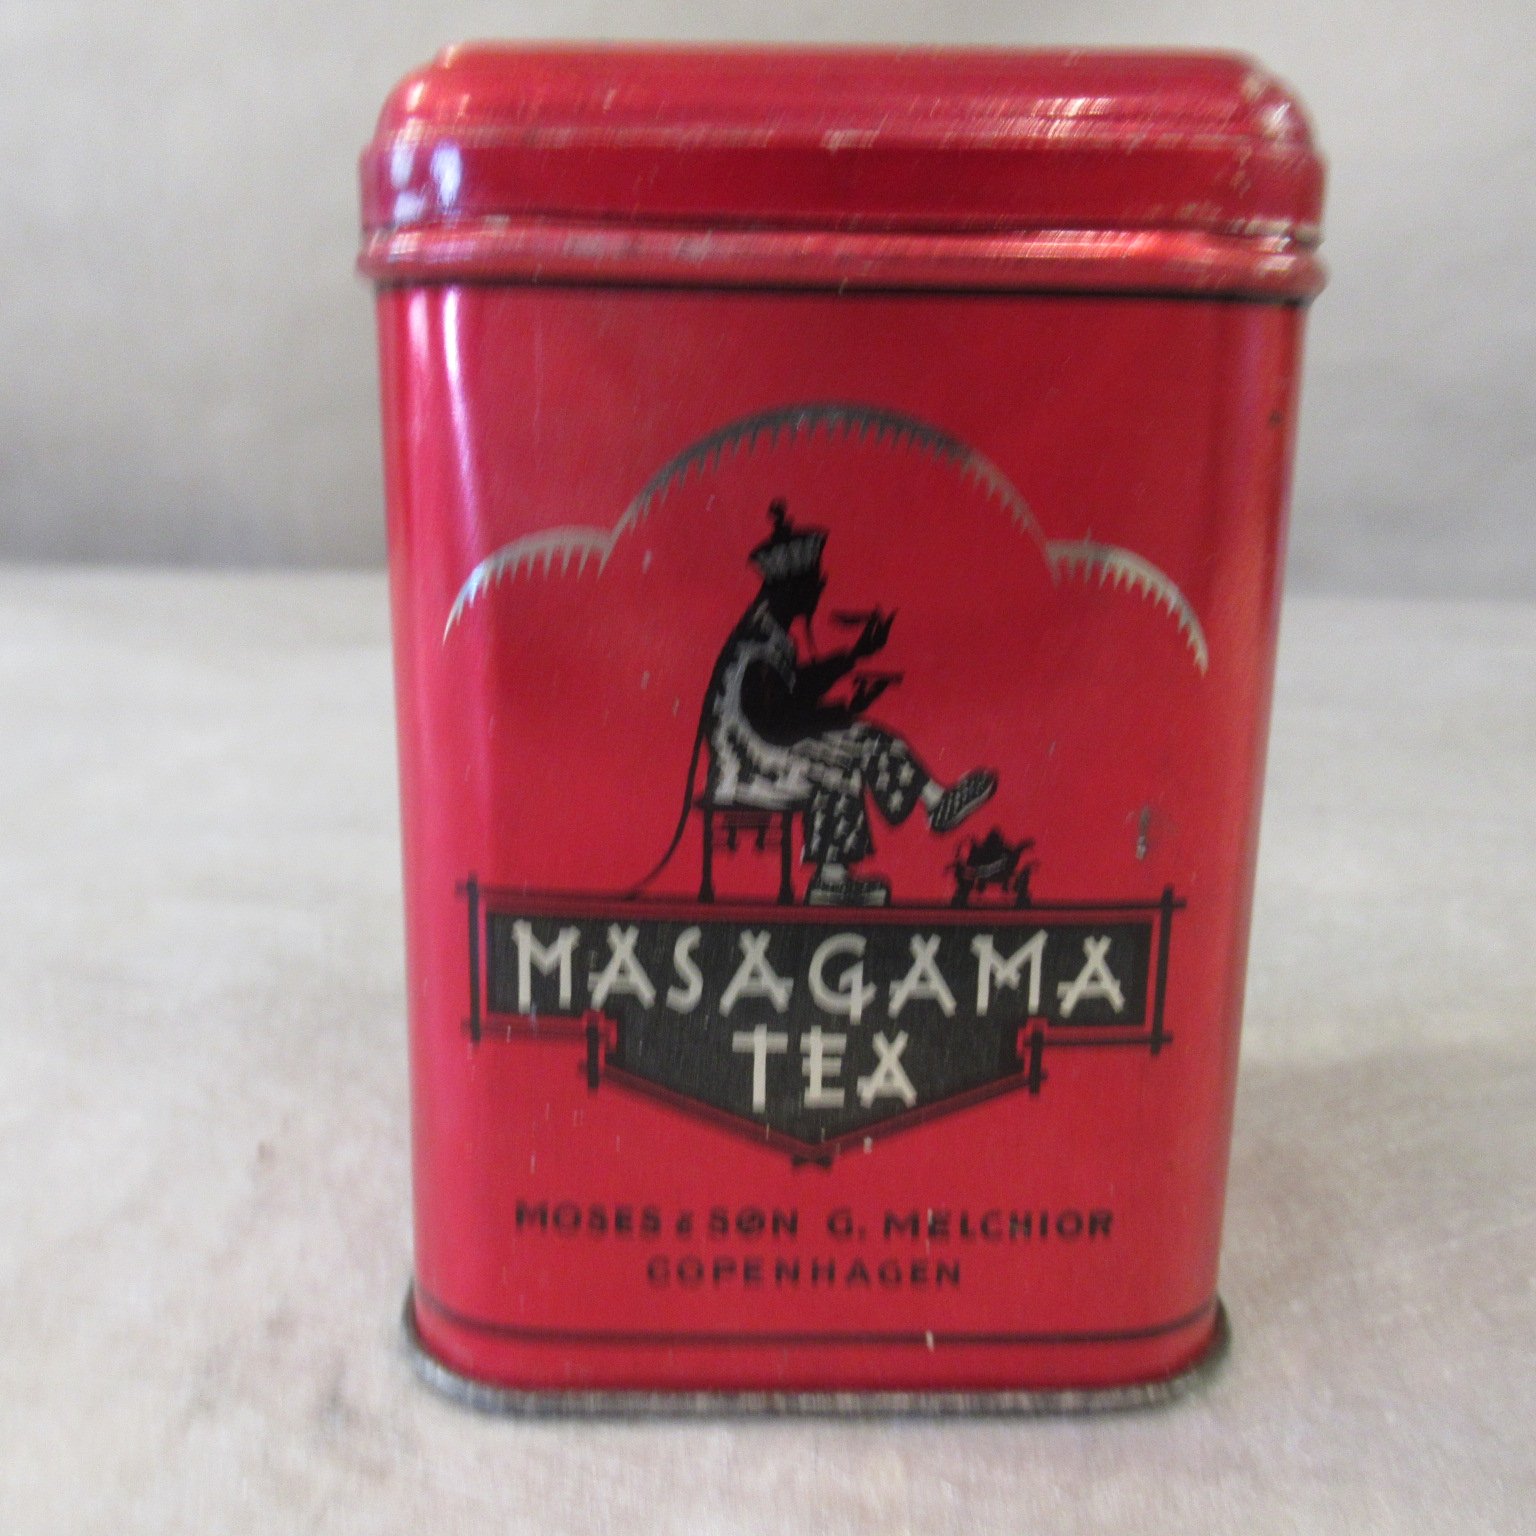 MASAGAMA
TEA
MOSES & SØN G. MELCHIOR
COPENHAGEN